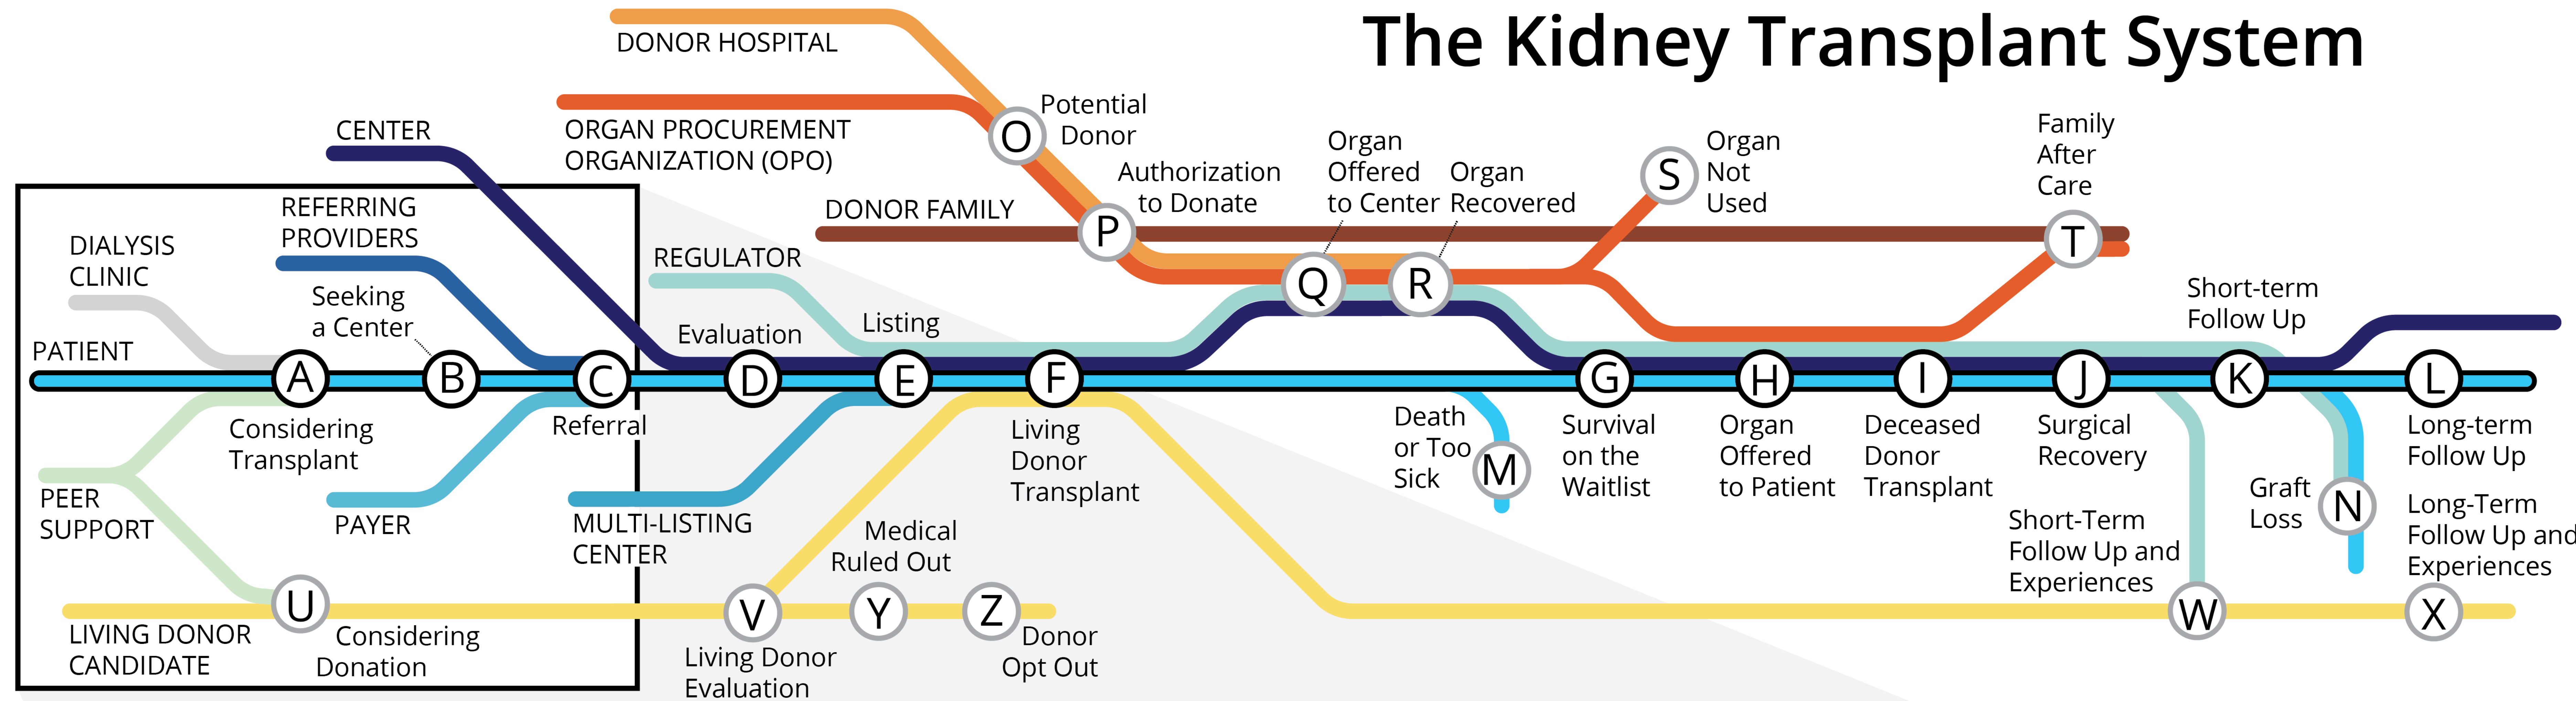 The Kidney Transplant System
DONOR HOSPITAL
ORGAN PROCUREMENT
ORGANIZATION (OPO)
O
Potential
Donor
CENTER
Authorization
to Donate
P
DONOR FAMILY
Organ
Offered
to Center
Q
Organ
Recovered
R
S
Organ
Not
Used
Family
After
Care
T
REFERRING
PROVIDERS
DIALYSIS
CLINIC
Seeking
a Center
PATIENT
REGULATOR
Evaluation
Listing
Short-term
Follow Up
A
B
C
D
E
F
G
H
I
J
K
L
Considering
Transplant
Referral
Living
Donor
Transplant
Death
or Too
Sick
M
Survival
on the
Waitlist
Organ
Offered
to Patient
Deceased
Donor
Transplant
Surgical
Recovery
Graft
Loss
N
Long-term
Follow Up
PEER
SUPPORT
PAYER
MULTI-LISTING
CENTER
Medical
Ruled Out
Short-Term
Follow Up and
Experiences
Long-Term
Follow Up and
Experiences
U
V
Y
Z
W
X
LIVING DONOR
CANDIDATE
Considering
Donation
Living Donor
Evaluation
Donor
Opt Out